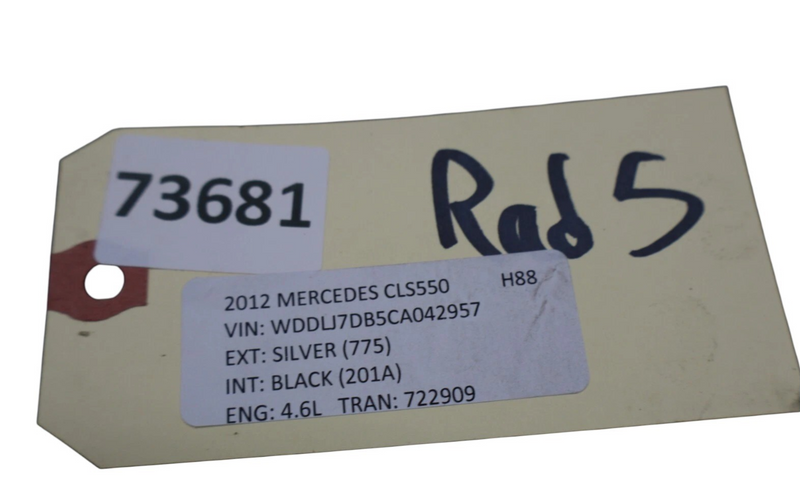 73681
Rad 5
2012 MERCEDES CLS550 H88
VIN: WDDLJ7DB5CA042957
EXT: SILVER (775)
INT: BLACK (201A)
ENG: 4.6L TRAN: 722909